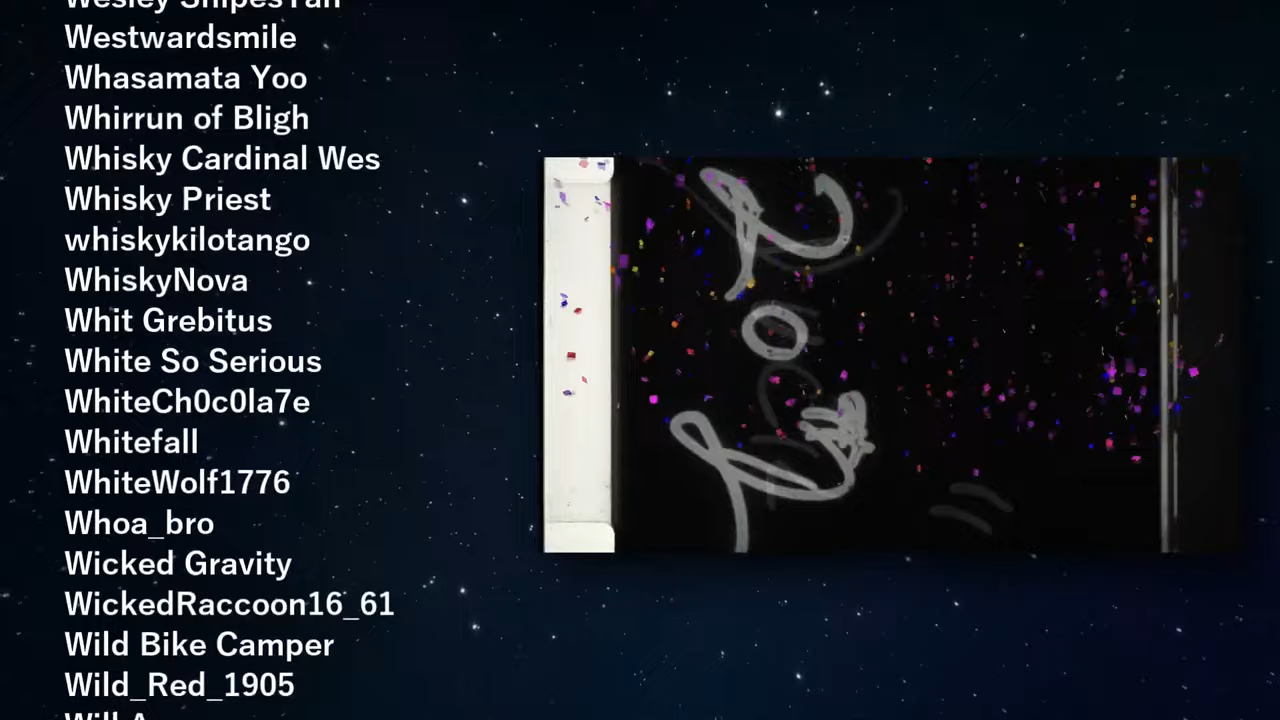 Westwardsmile
Whasamata Yoo
Whirrun of Bligh
Whisky Cardinal Wes
Whisky Priest
whiskykilotango
WhiskyNova
Whit Grebitus
White So Serious
WhiteCh0c0la7e
Whitefall
WhiteWolf1776
Whoa_bro
Wicked Gravity
WickedRaccoon16_61
Wild Bike Camper
Wild_Red_1905